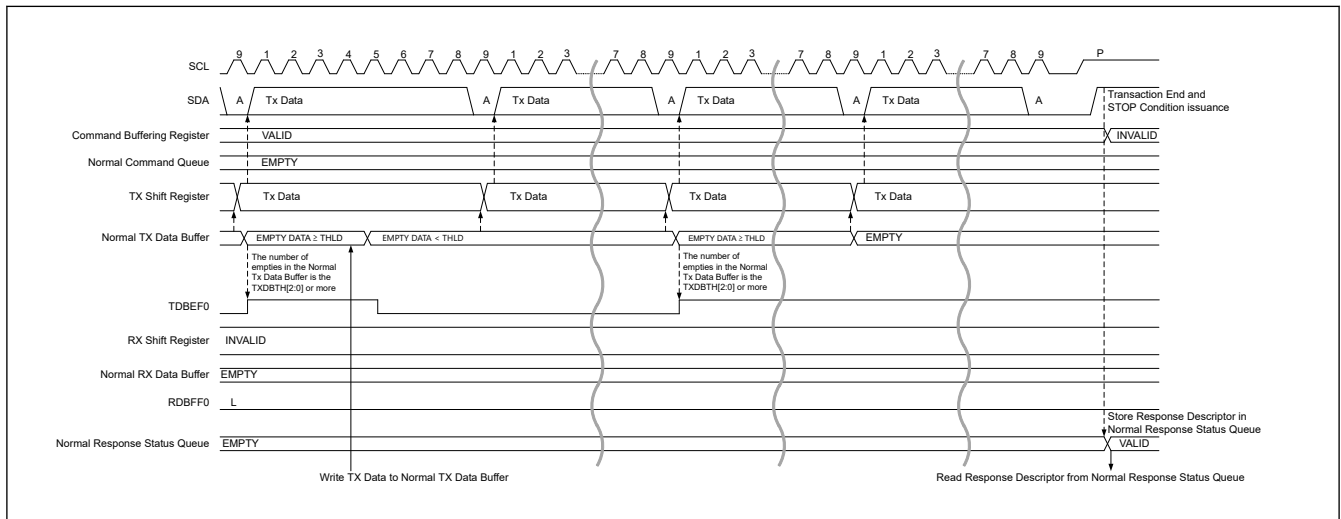 9 1 2 3 4 5 6 7 8 9 1 2 3 7 8 9 1 2 3 7 8 9 1 2 3 7 8 9 P
SCL
SDA A Tx Data A Tx Data A Tx Data A Tx Data A
Transaction End and
STOP Condition issuance
Command Buffering Register VALID INVALID
Normal Command Queue EMPTY
TX Shift Register Tx Data Tx Data Tx Data Tx Data
Normal TX Data Buffer EMPTY DATA ≥ THLD EMPTY DATA < THLD EMPTY DATA ≥ THLD EMPTY
The number of
empties in the Normal
Tx Data Buffer is the
TXDBTH[2:0] or more
The number of
empties in the Normal
Tx Data Buffer is the
TXDBTH[2:0] or more
TDBEF0
RX Shift Register INVALID
Normal RX Data Buffer EMPTY
RDBFF0 L
Store Response Descriptor in
Normal Response Status Queue
Normal Response Status Queue EMPTY VALID
Write TX Data to Normal TX Data Buffer
Read Response Descriptor from Normal Response Status Queue